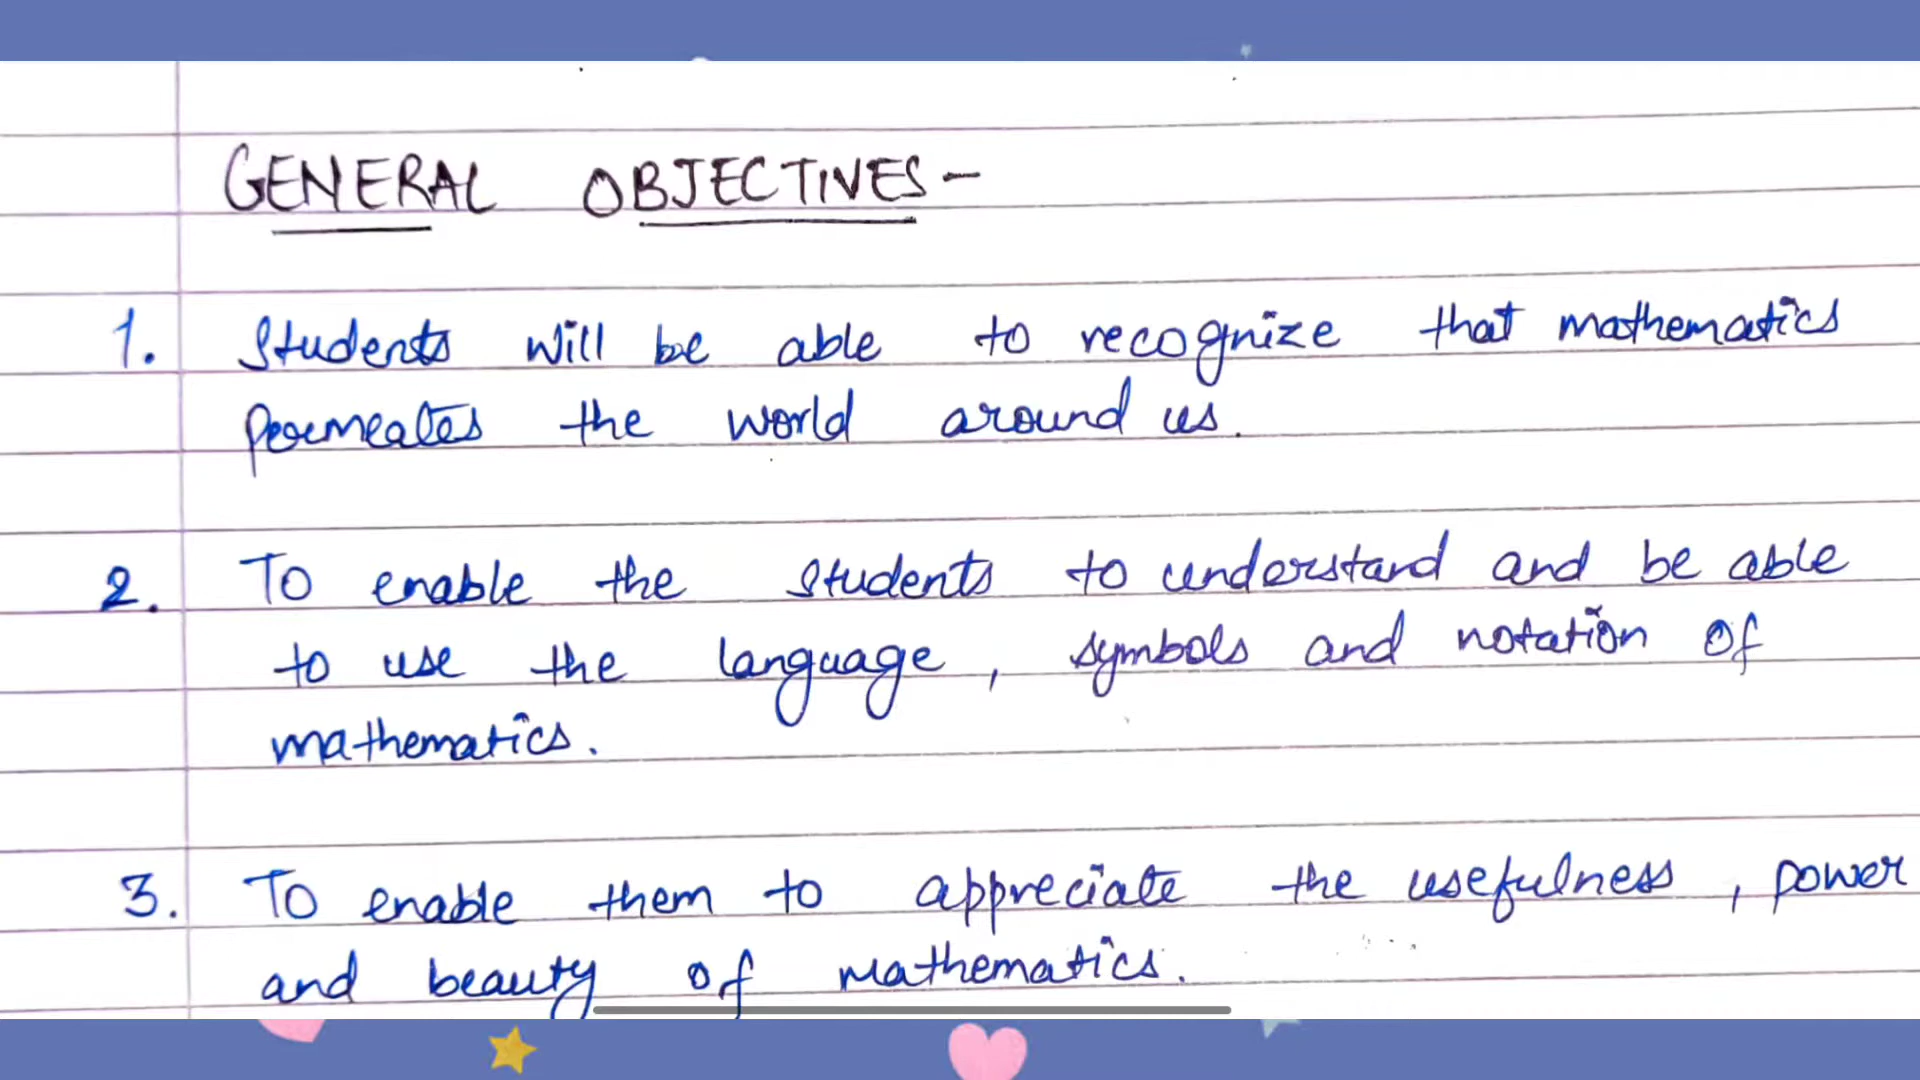 GENERAL OBJECTIVES-
1. Students will be able to recognize that mathematics
permeates the world around us.
2. To enable the students to understand and be able
to use the language, symbols and notation of
mathematics.
3. To enable them to appreciate the usefulness, power
and beauty of mathematics.